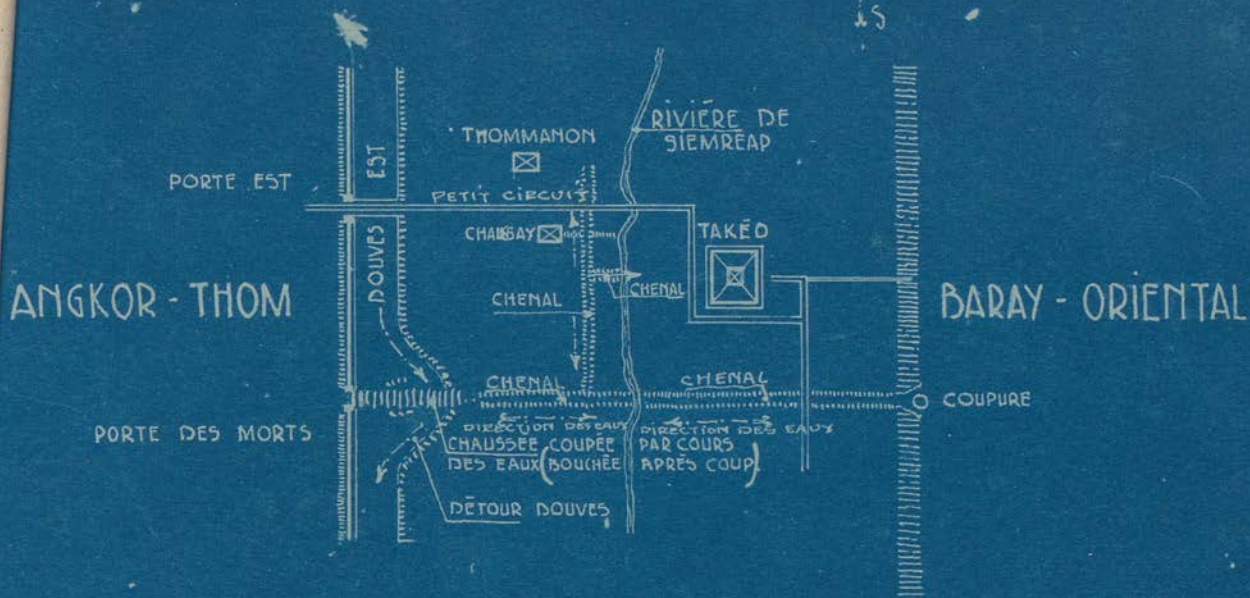 THOMMANON
RIVIÈRE DE
SIEMRÉAP
PORTE EST
EST
PETIT CIRCUIT
CHAUSAY
TAKÉO
DOUVES
ANGKOR - THOM
CHENAL
CHENAL
BARAY - ORIENTAL
CHENAL
CHENAL
COUPURE
PORTE DES MORTS
DIRECTION DES EAUX
DIRECTION DES EAUX
CHAUSSÉE COUPÉE PAR COURS
DES EAUX (BOUCHÉE APRÈS COUP)
DÉTOUR DOUVES